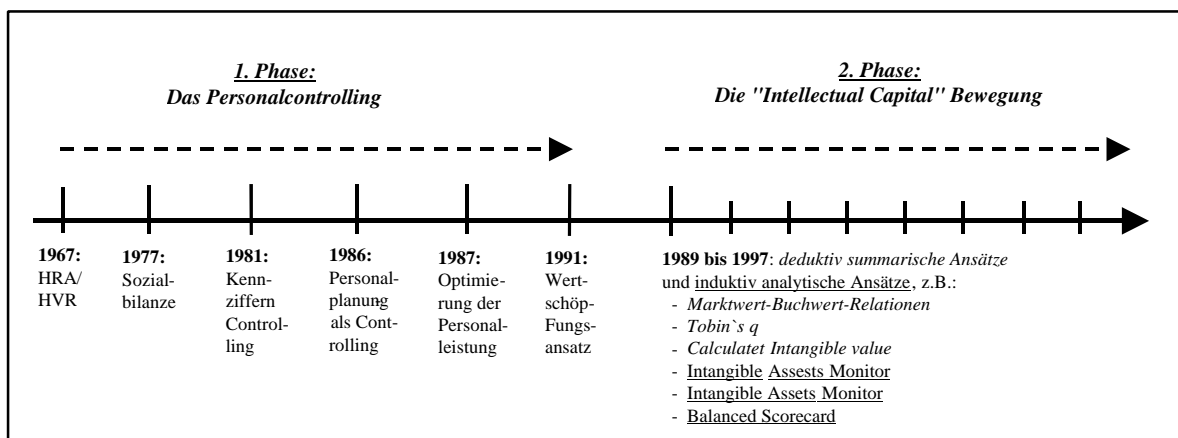 1. Phase:
Das Personalcontrolling
2. Phase:
Die "Intellectual Capital" Bewegung
1967:
HRA/
HVR
1977:
Sozial-
bilanze
1981:
Kenn-
ziffern
Control-
ling
1986:
Personal-
planung
als Con-
trolling
1987:
Optimie-
rung der
Personal-
leistung
1991:
Wert-
schöp-
Fungs-
ansatz
1989 bis 1997: deduktiv summarische Ansätze
und induktiv analytische Ansätze, z.B.:
- Marktwert-Buchwert-Relationen
- Tobin`s q
- Calculatet Intangible value
- Intangible Assests Monitor
- Intangible Assets Monitor
- Balanced Scorecard